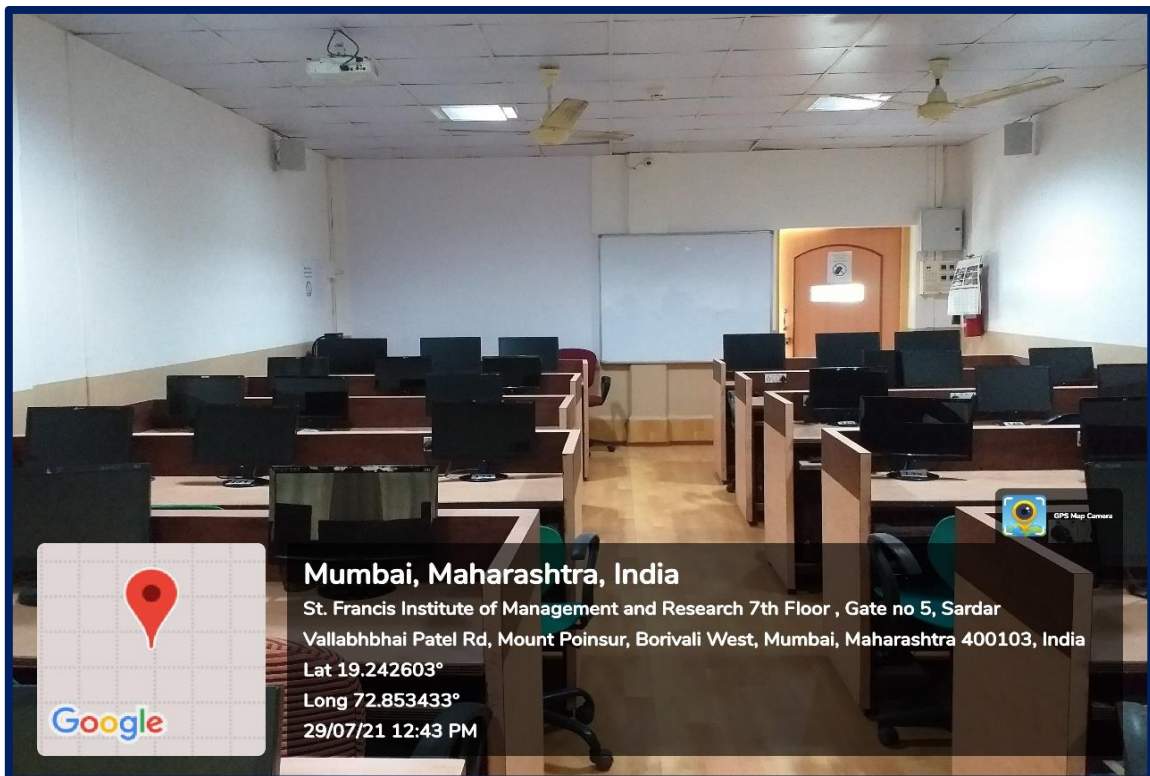 GPS Map Camera
Mumbai, Maharashtra, India
St. Francis Institute of Management and Research 7th Floor , Gate no 5, Sardar
Vallabhbhai Patel Rd, Mount Poinsur, Borivali West, Mumbai, Maharashtra 400103, India
Lat 19.242603°
Long 72.853433°
29/07/21 12:43 PM
Google